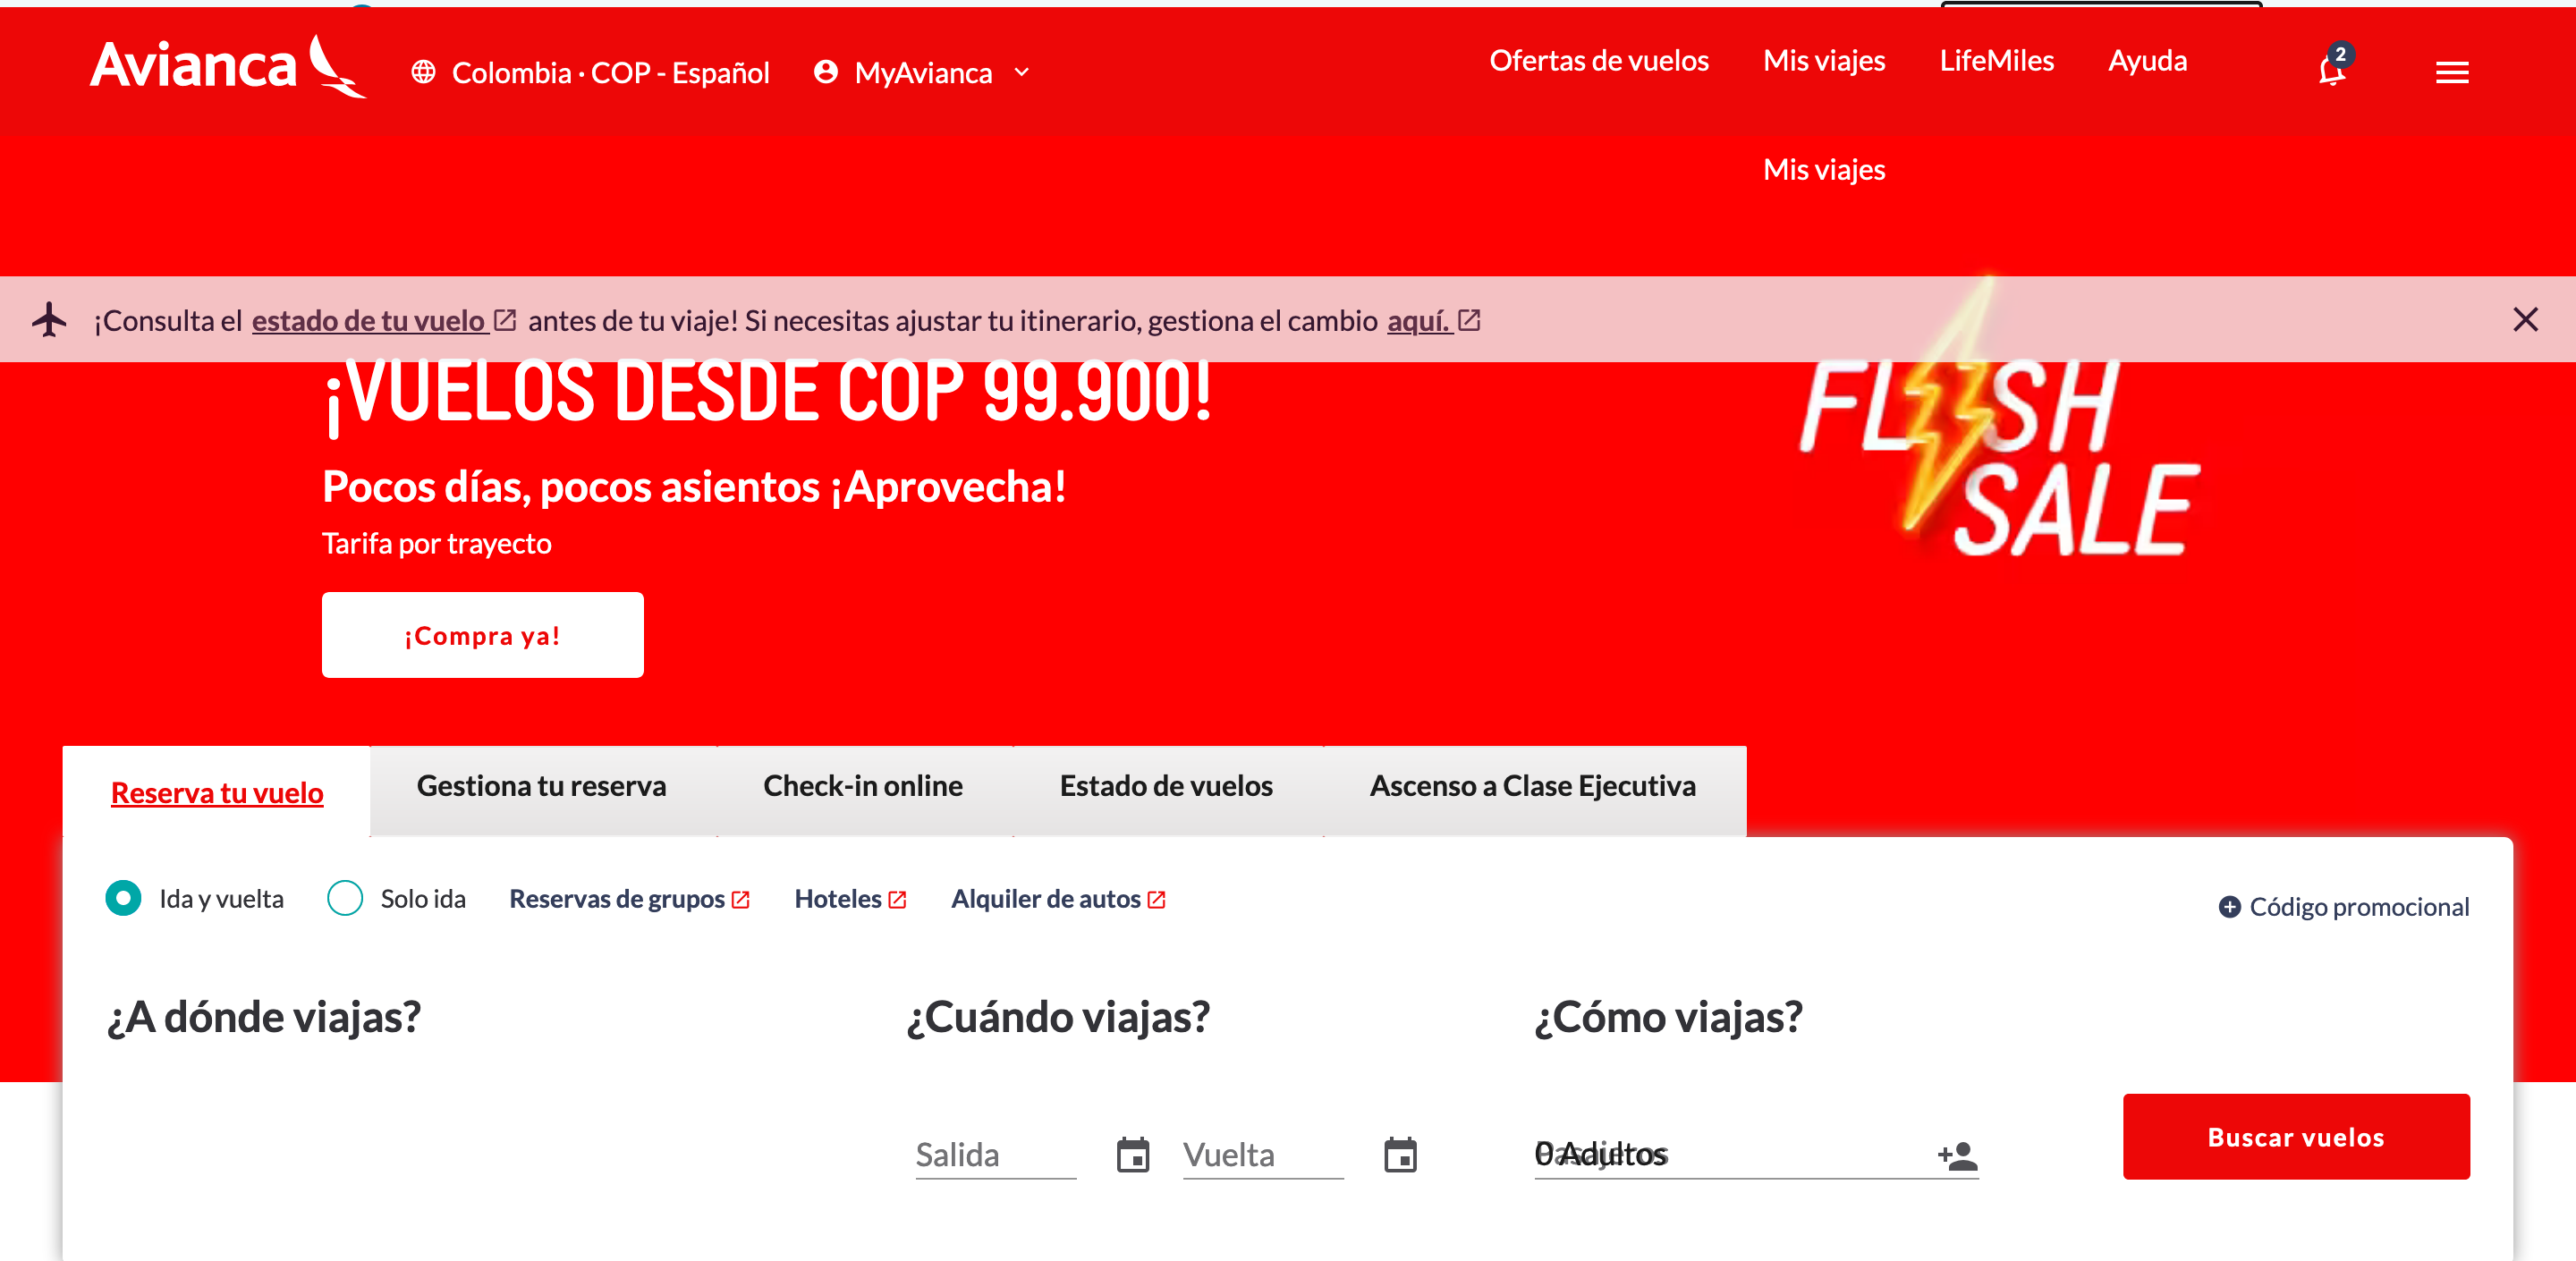 Avianca
Colombia · COP - Español
MyAvianca
Ofertas de vuelos
Mis viajes
LifeMiles
Ayuda
2
Mis viajes
¡Consulta el estado de tu vuelo antes de tu viaje! Si necesitas ajustar tu itinerario, gestiona el cambio aquí.
¡VUELOS DESDE COP 99.900!
Pocos días, pocos asientos ¡Aprovecha!
Tarifa por trayecto
¡Compra ya!
FLASH
SALE
Reserva tu vuelo
Gestiona tu reserva
Check-in online
Estado de vuelos
Ascenso a Clase Ejecutiva
Ida y vuelta
Solo ida
Reservas de grupos
Hoteles
Alquiler de autos
Código promocional
¿A dónde viajas?
¿Cuándo viajas?
¿Cómo viajas?
Salida
Vuelta
Pasajeros
0 Adultos
Buscar vuelos